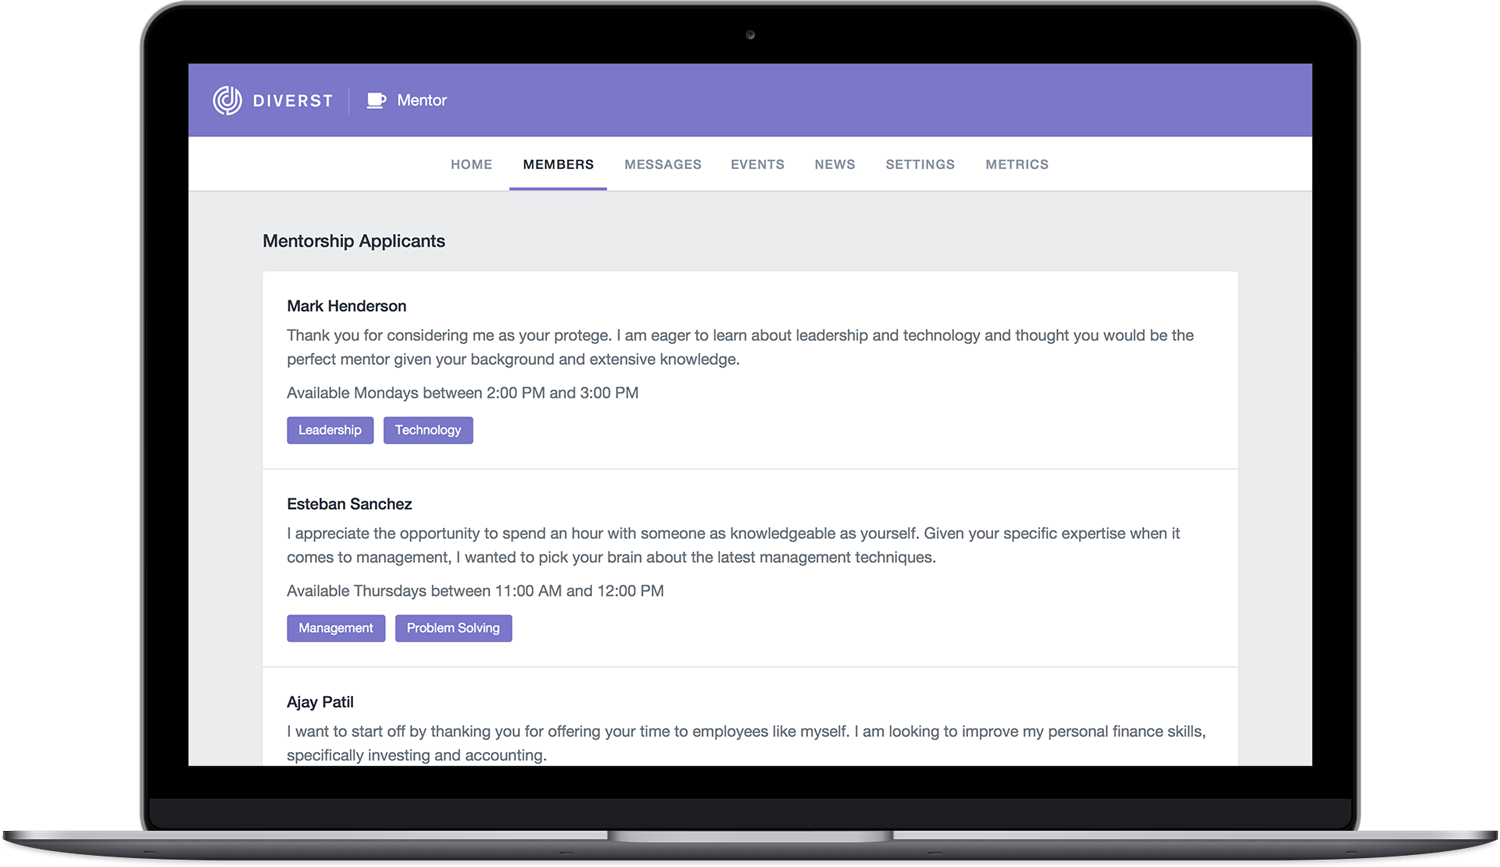 DIVERST Mentor
HOME MEMBERS MESSAGES EVENTS NEWS SETTINGS METRICS
Mentorship Applicants
Mark Henderson
Thank you for considering me as your protege. I am eager to learn about leadership and technology and thought you would be the
perfect mentor given your background and extensive knowledge.
Available Mondays between 2:00 PM and 3:00 PM
Leadership Technology
Esteban Sanchez
I appreciate the opportunity to spend an hour with someone as knowledgeable as yourself. Given your specific expertise when it
comes to management, I wanted to pick your brain about the latest management techniques.
Available Thursdays between 11:00 AM and 12:00 PM
Management Problem Solving
Ajay Patil
I want to start off by thanking you for offering your time to employees like myself. I am looking to improve my personal finance skills,
specifically investing and accounting.